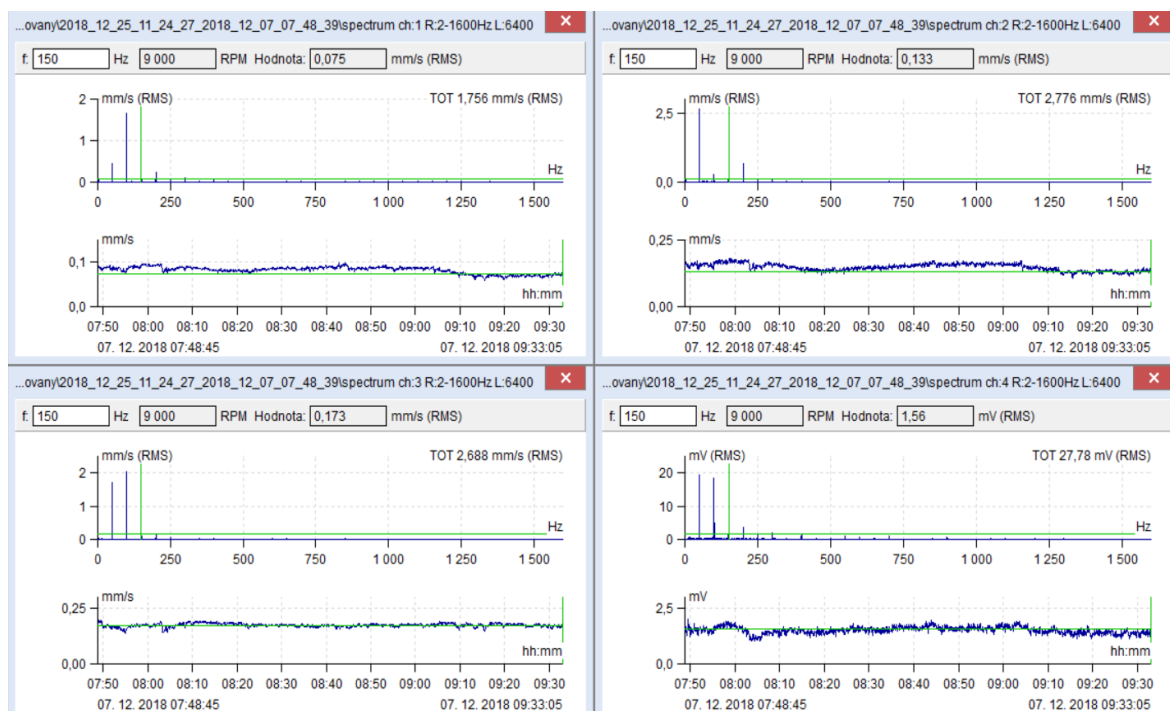 ...ovany\2018_12_25_11_24_27_2018_12_07_07_48_39\spectrum ch:1 R:2-1600Hz L:6400
f: 150 Hz 9 000 RPM Hodnota: 0,075 mm/s (RMS)
mm/s (RMS) TOT 1,756 mm/s (RMS)
2
1
0
Hz
0 250 500 750 1 000 1 250 1 500
mm/s
0,1
0,0
hh:mm
07:50 08:00 08:10 08:20 08:30 08:40 08:50 09:00 09:10 09:20 09:30
07. 12. 2018 07:48:45 07. 12. 2018 09:33:05
...ovany\2018_12_25_11_24_27_2018_12_07_07_48_39\spectrum ch:2 R:2-1600Hz L:6400
f: 150 Hz 9 000 RPM Hodnota: 0,133 mm/s (RMS)
mm/s (RMS) TOT 2,776 mm/s (RMS)
2,5
0,0
Hz
0 250 500 750 1 000 1 250 1 500
mm/s
0,25
0,00
hh:mm
07:50 08:00 08:10 08:20 08:30 08:40 08:50 09:00 09:10 09:20 09:30
07. 12. 2018 07:48:45 07. 12. 2018 09:33:05
...ovany\2018_12_25_11_24_27_2018_12_07_07_48_39\spectrum ch:3 R:2-1600Hz L:6400
f: 150 Hz 9 000 RPM Hodnota: 0,173 mm/s (RMS)
mm/s (RMS) TOT 2,688 mm/s (RMS)
2
1
0
Hz
0 250 500 750 1 000 1 250 1 500
mm/s
0,25
0,00
hh:mm
07:50 08:00 08:10 08:20 08:30 08:40 08:50 09:00 09:10 09:20 09:30
07. 12. 2018 07:48:45 07. 12. 2018 09:33:05
...ovany\2018_12_25_11_24_27_2018_12_07_07_48_39\spectrum ch:4 R:2-1600Hz L:6400
f: 150 Hz 9 000 RPM Hodnota: 1,56 mV (RMS)
mV (RMS) TOT 27,78 mV (RMS)
20
10
0
Hz
0 250 500 750 1 000 1 250 1 500
mV
2,5
0,0
hh:mm
07:50 08:00 08:10 08:20 08:30 08:40 08:50 09:00 09:10 09:20 09:30
07. 12. 2018 07:48:45 07. 12. 2018 09:33:05